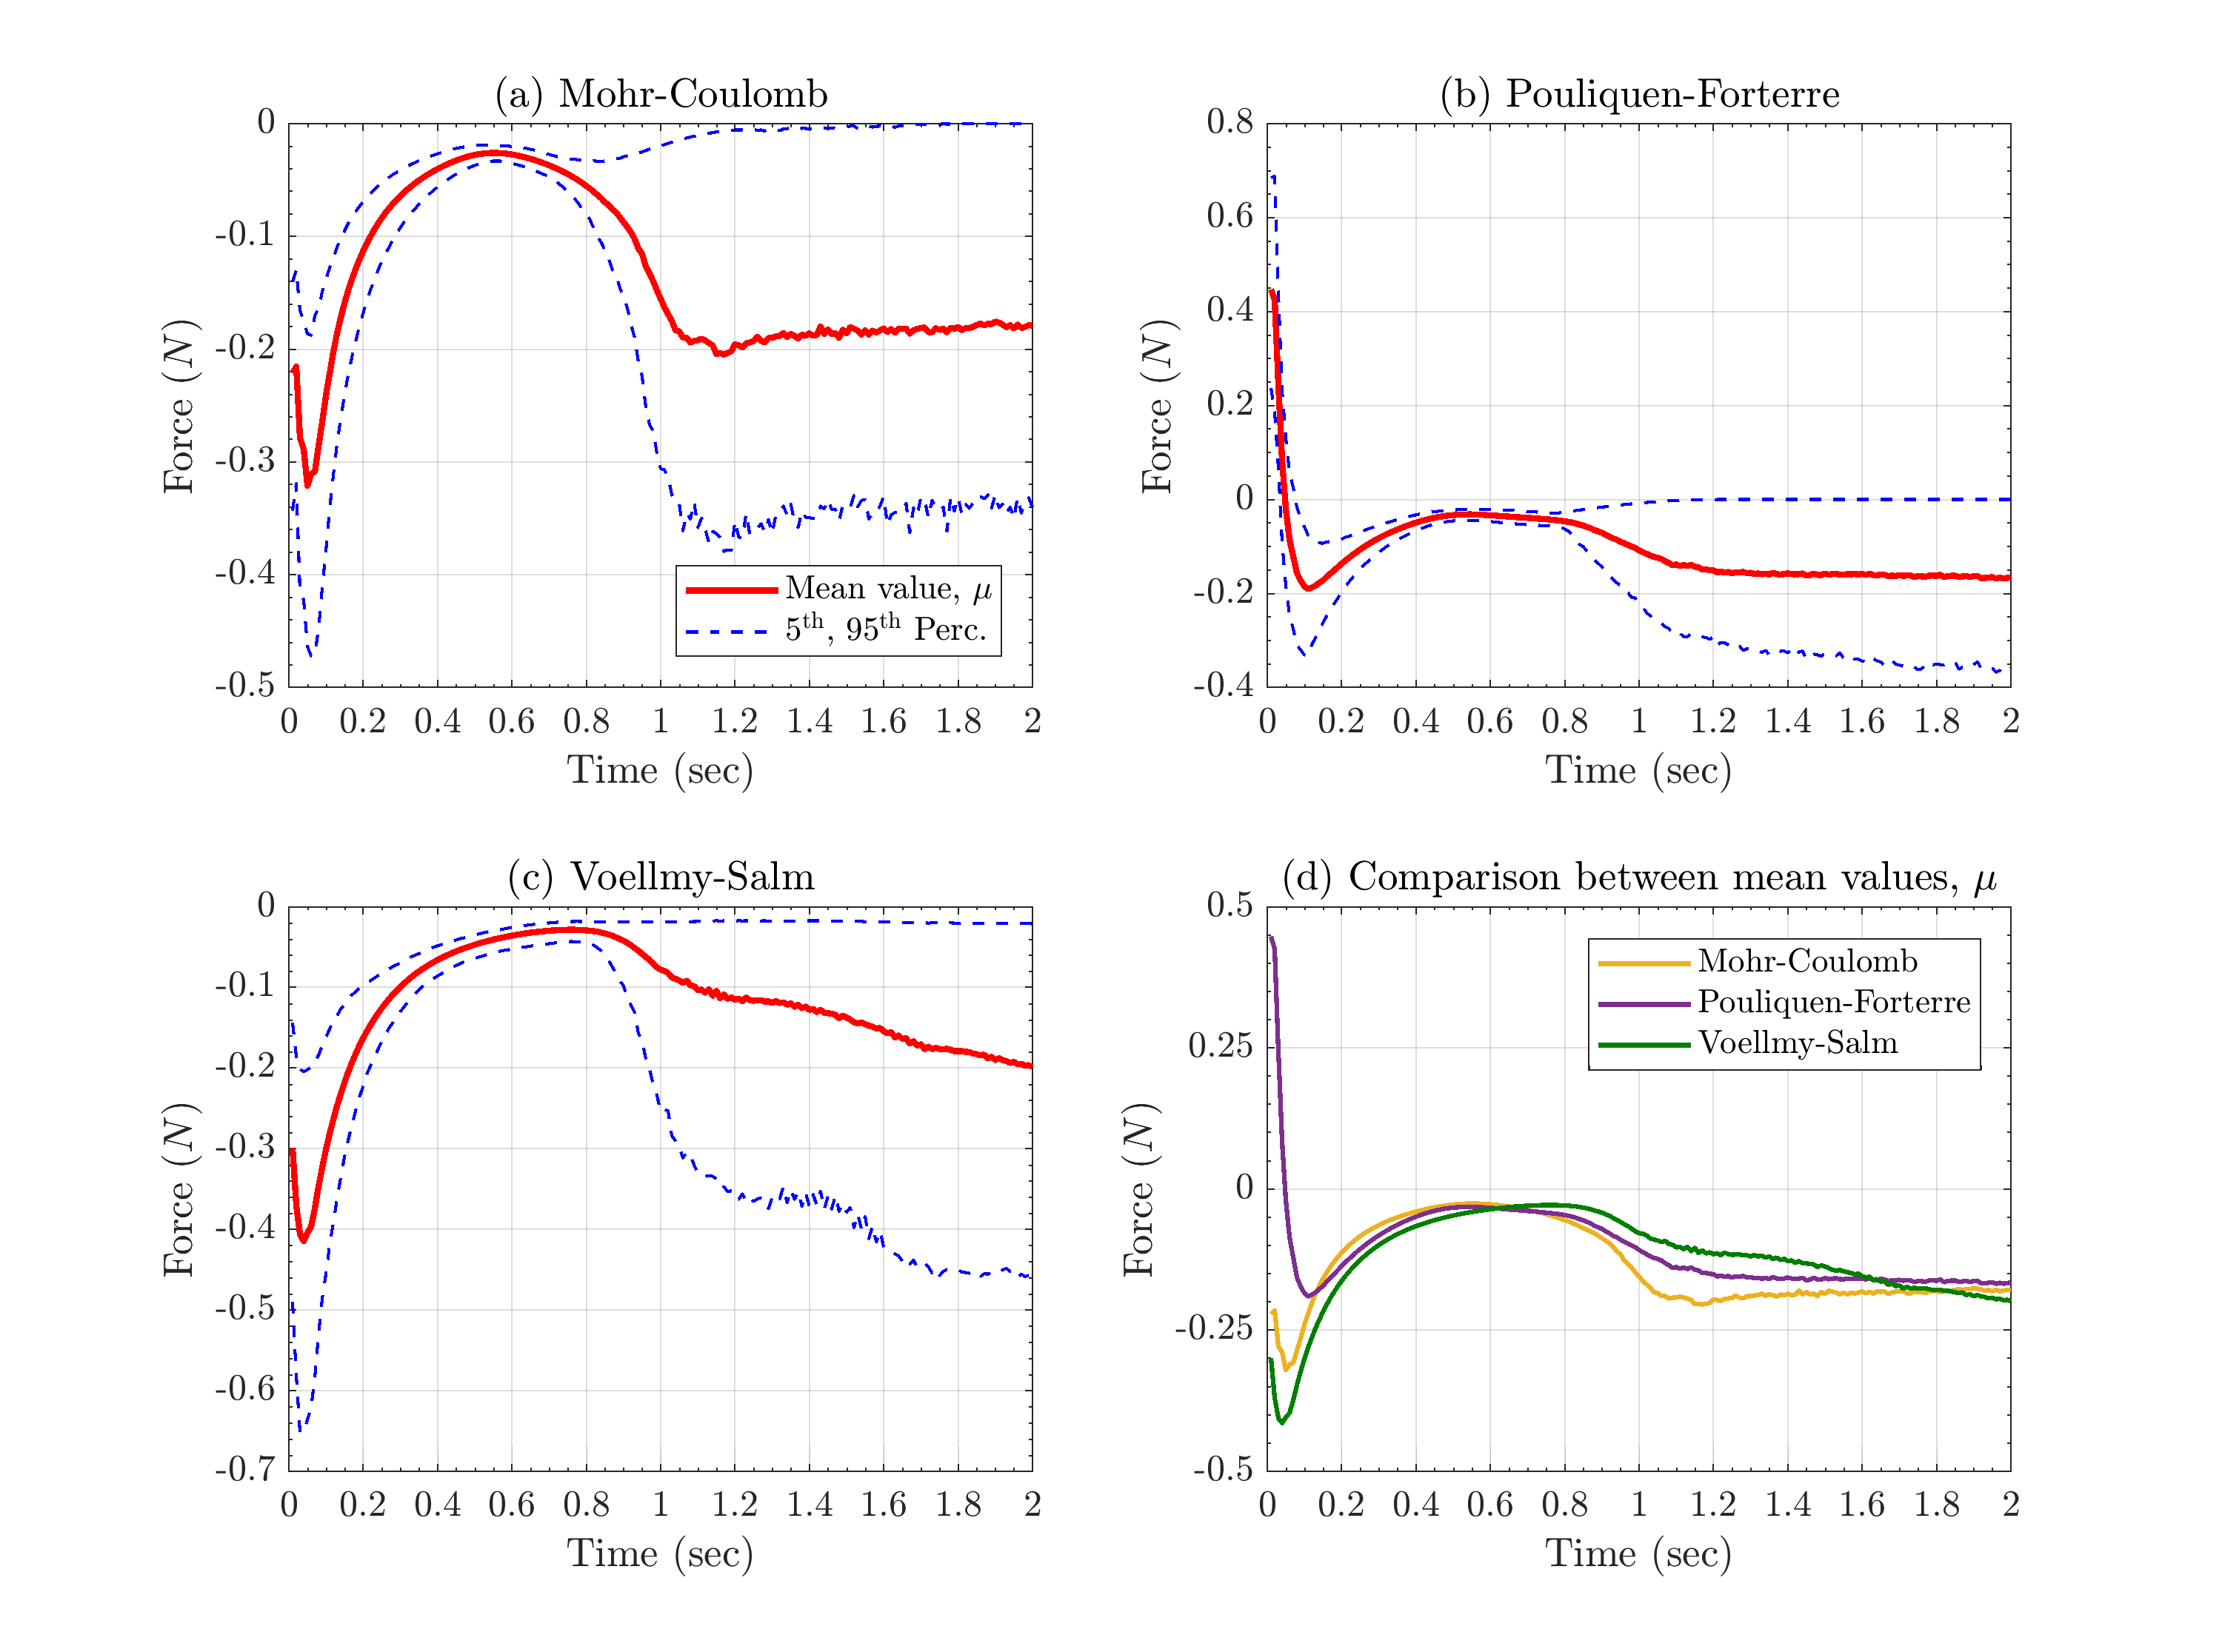 (a) Mohr-Coulomb
0
-0.1
-0.2
-0.3
-0.4
-0.5
Force (N)
Mean value, μ
5th, 95th Perc.
0 0.2 0.4 0.6 0.8 1 1.2 1.4 1.6 1.8 2
Time (sec)
(b) Pouliquen-Forterre
0.8
0.6
0.4
0.2
0
-0.2
-0.4
Force (N)
0 0.2 0.4 0.6 0.8 1 1.2 1.4 1.6 1.8 2
Time (sec)
(c) Voellmy-Salm
0
-0.1
-0.2
-0.3
-0.4
-0.5
-0.6
-0.7
Force (N)
0 0.2 0.4 0.6 0.8 1 1.2 1.4 1.6 1.8 2
Time (sec)
(d) Comparison between mean values, μ
0.5
0.25
0
-0.25
-0.5
Force (N)
Mohr-Coulomb
Pouliquen-Forterre
Voellmy-Salm
0 0.2 0.4 0.6 0.8 1 1.2 1.4 1.6 1.8 2
Time (sec)